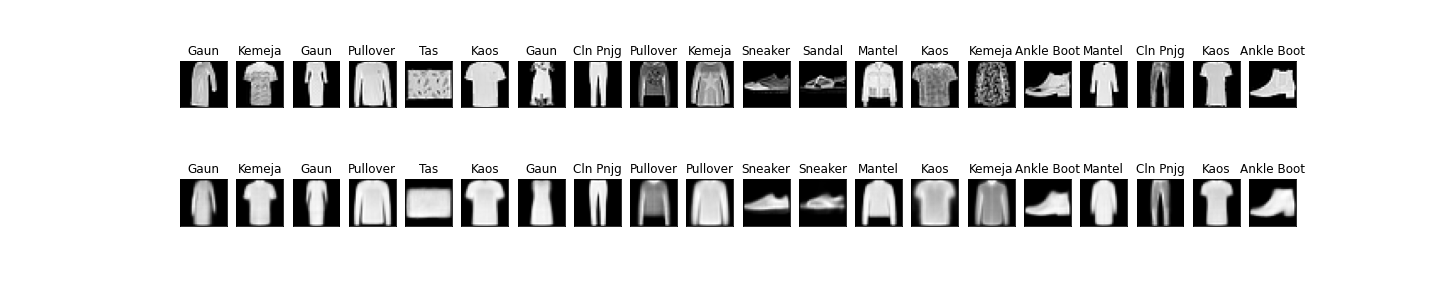 Gaun Kemeja Gaun Pullover Tas Kaos Gaun Cln Pnjg Pullover Kemeja Sneaker Sandal Mantel Kaos Kemeja Ankle Boot Mantel Cln Pnjg Kaos Ankle Boot
Gaun Kemeja Gaun Pullover Tas Kaos Gaun Cln Pnjg Pullover Pullover Sneaker Sneaker Mantel Kaos Kemeja Ankle Boot Mantel Cln Pnjg Kaos Ankle Boot